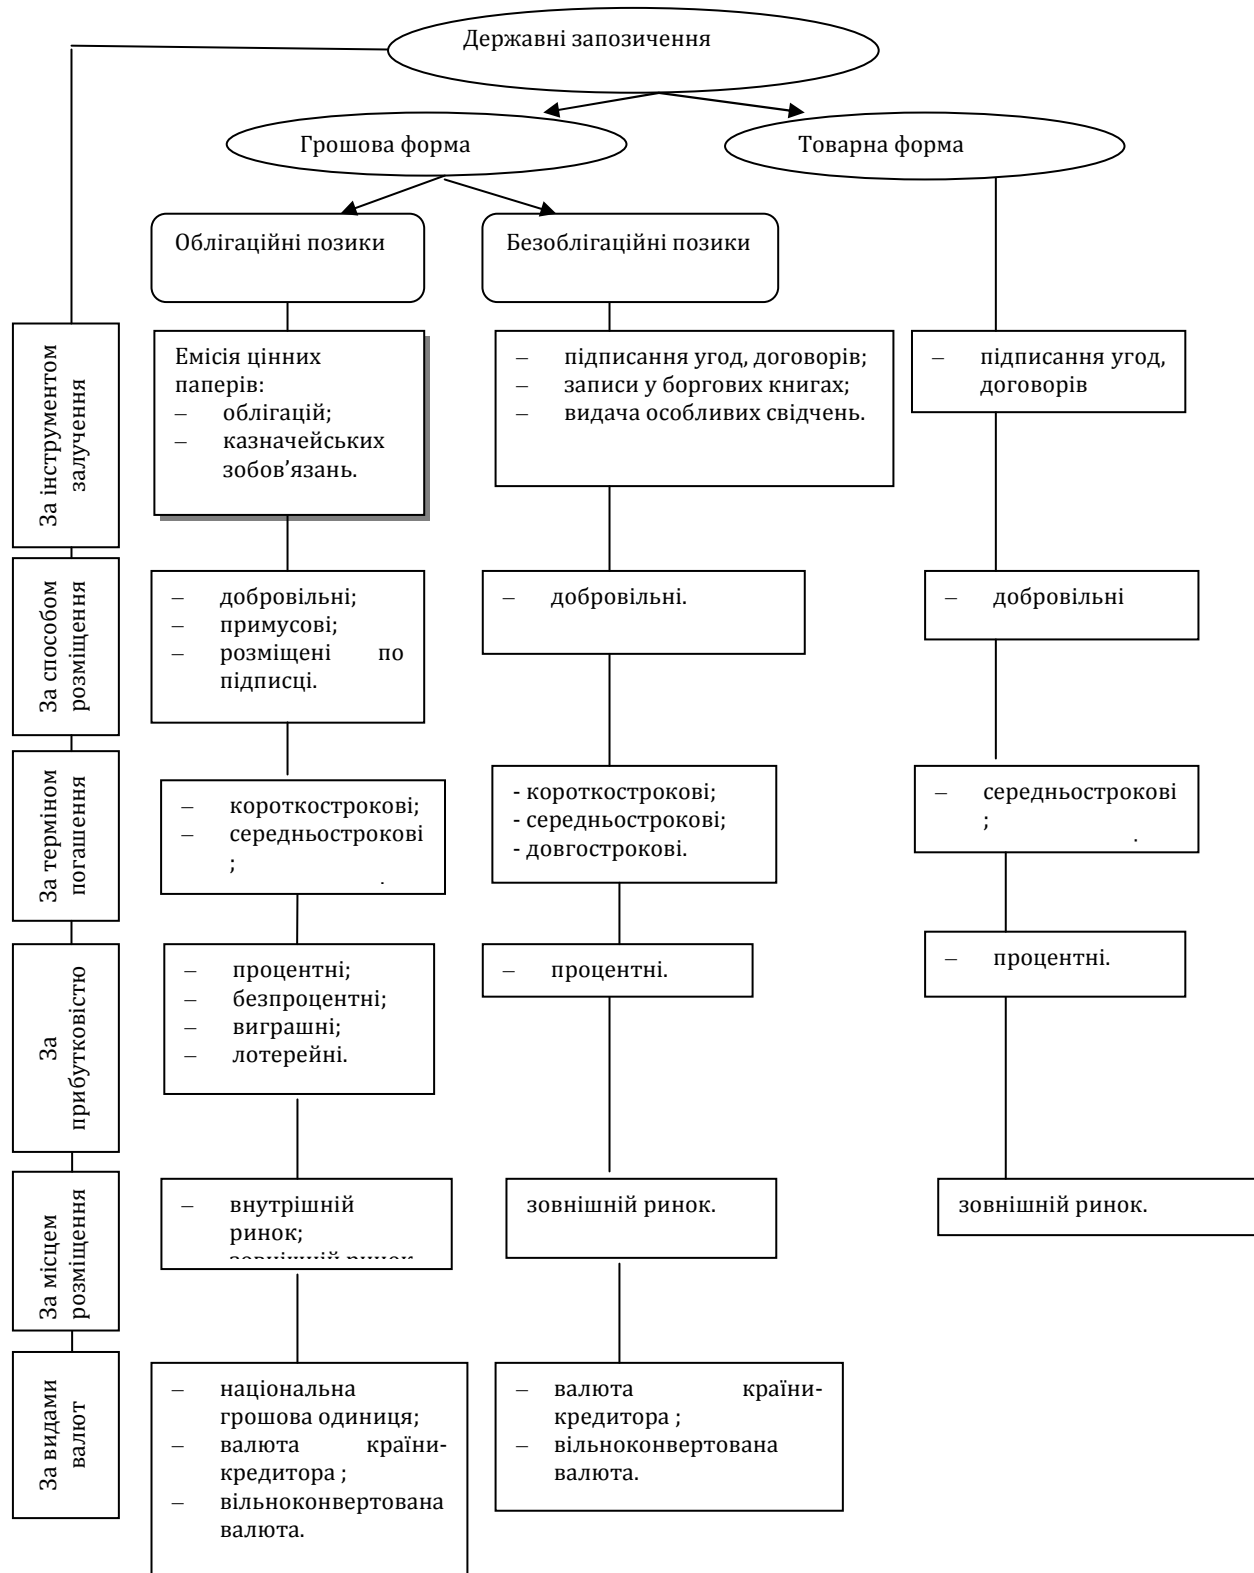 Державні запозичення
Грошова форма
Товарна форма
Облігаційні позики
Безоблігаційні позики
За інструментом
залучення
Емісія цінних
паперів:
– облігацій;
– казначейських
зобов’язань.
– підписання угод, договорів;
– записи у боргових книгах;
– видача особливих свідчень.
– підписання угод,
договорів
За способом
розміщення
– добровільні;
– примусові;
– розміщені по
підписці.
– добровільні.
– добровільні
За терміном
погашення
– короткострокові;
– середньострокові
;
- короткострокові;
- середньострокові;
- довгострокові.
– середньострокові
;
За
прибутковістю
– процентні;
– безпроцентні;
– виграшні;
– лотерейні.
– процентні.
– процентні.
За місцем
розміщення
– внутрішній
ринок;
зовнішній ринок
зовнішній ринок.
зовнішній ринок.
За видами
валют
– національна
грошова одиниця;
– валюта країни-
кредитора ;
– вільноконвертована
валюта.
– валюта країни-
кредитора ;
– вільноконвертована
валюта.